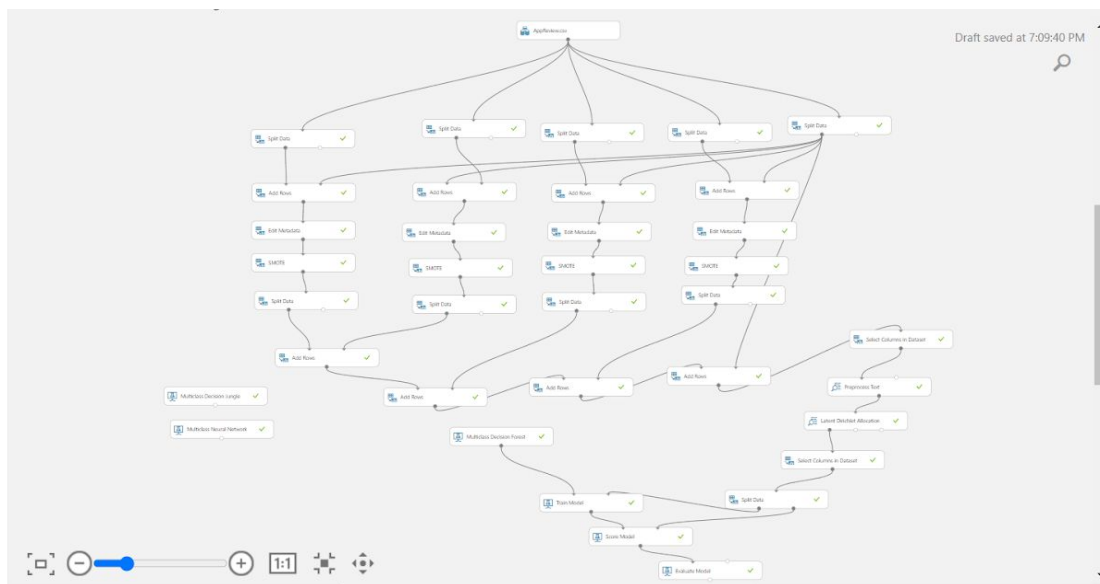 AppReviews.csv
Draft saved at 7:09:40 PM
Split Data
Split Data
Split Data
Split Data
Split Data
Add Rows
Add Rows
Add Rows
Add Rows
Edit Metadata
Edit Metadata
Edit Metadata
Edit Metadata
SMOTE
SMOTE
SMOTE
SMOTE
Split Data
Split Data
Split Data
Split Data
Select Columns in Dataset
Add Rows
Add Rows
Add Rows
Add Rows
Preprocess Text
Multiclass Decision Jungle
Latent Dirichlet Allocation
Multiclass Neural Network
Multiclass Decision Forest
Select Columns in Dataset
Train Model
Split Data
Score Model
Evaluate Model
1:1